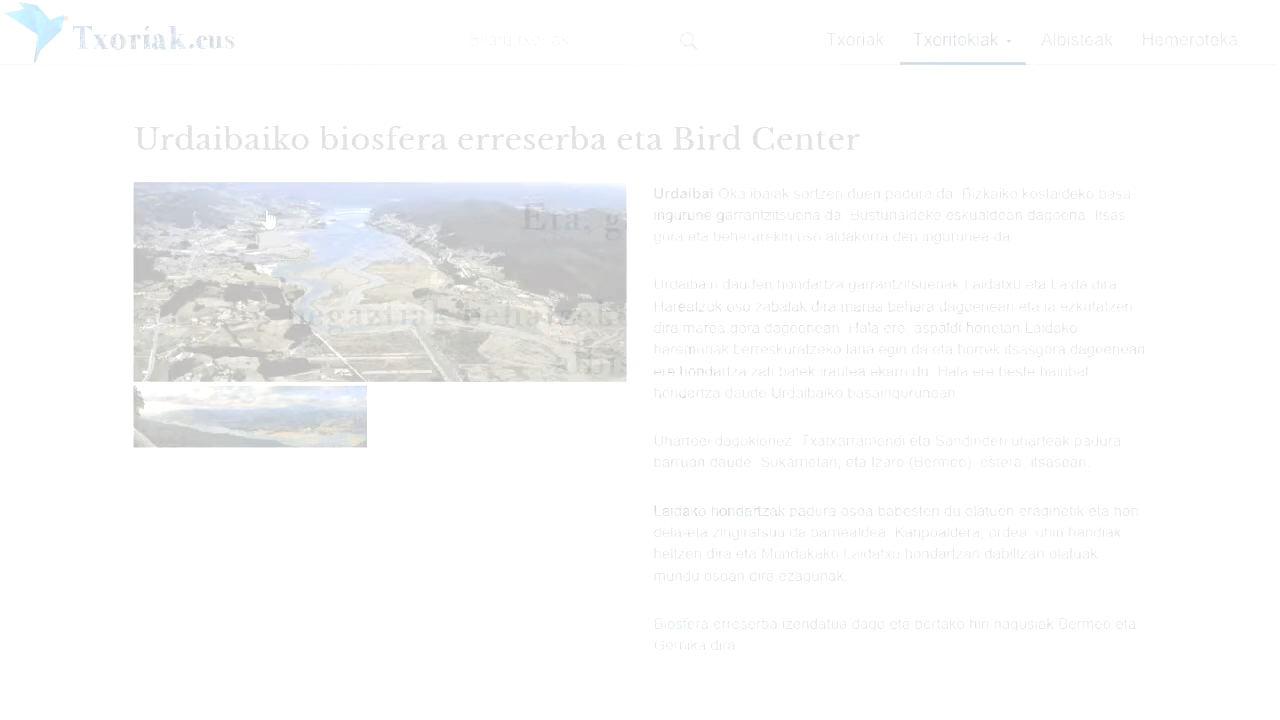 Txoriak.eus
Txoriak
Txoritokiak
Albisteak
Hemeroteka
Urdaibaiko biosfera erreserba eta Bird Center
Urdaibai Oka ibaiak sortzen duen padura da. Bizkaiko kostaldeko basa-
ingurune garrantzitsuena da. Busturialdeko eskualdean dagoena. Itsas
gora eta beherarekin oso aldakorra den ingurunea da.
Eta, g
egaztiak behatzeko
Urdaibain dauden hondartza garrantzitsuenak Laidatxu eta Laida dira.
Hareatzuk oso zabalak dira marea behera dagoenean eta ia ezkutatzen
dira marea gora dagoenean. Hala ere, aspaldi honetan Laidako
haremunak berreskuratzeko lana egin da eta horrek itsasgora dagoenean
ere hondartza zati batek irautea ekarri du. Hala ere beste hainbat
hondartza daude Urdaibaiko basaingurunean.
Uharteei dagokionez, Txatxarramendi eta Sandinderi uharteak padura
barruan daude, Sukarrietan; eta Izaro (Bermeo), ostera, itsasoan.
Laidako hondartzak padura osoa babesten du olatuen eraginetik eta hori
dela eta zingiratsua da barnealdea. Kanpoaldera, ordea, uhin handiak
heltzen dira eta Mundakako Laidatxu hondartzan dabiltzan olatuak
mundu osoan dira ezagunak.
Biosfera erreserba izendatua dago eta bertako hiri nagusiak Bermeo eta
Gernika dira.